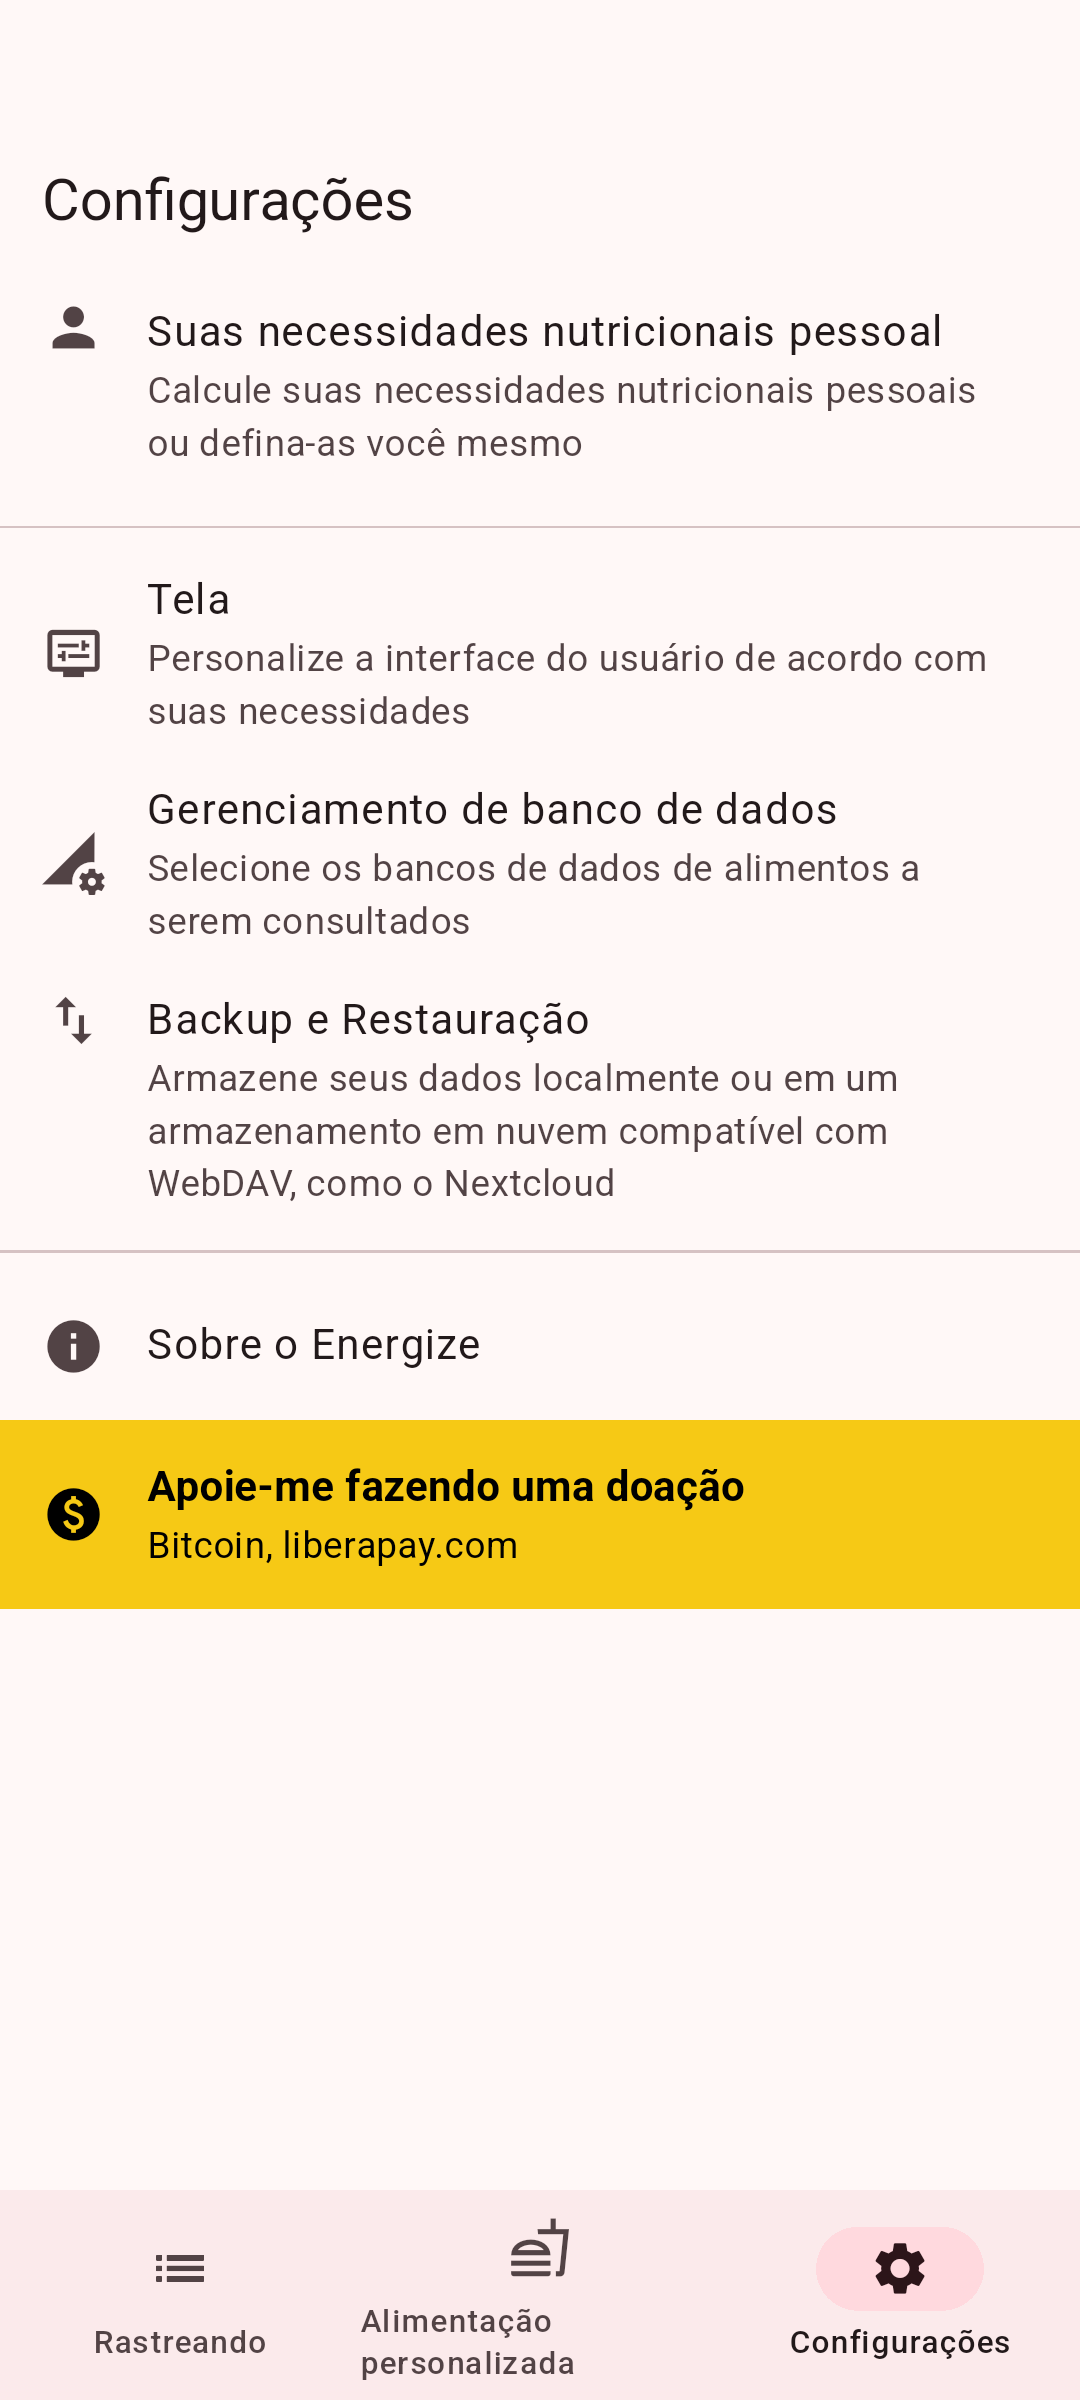 Configurações
Suas necessidades nutricionais pessoal
Calcule suas necessidades nutricionais pessoais
ou defina-as você mesmo
Tela
Personalize a interface do usuário de acordo com
suas necessidades
Gerenciamento de banco de dados
Selecione os bancos de dados de alimentos a
serem consultados
Backup e Restauração
Armazene seus dados localmente ou em um
armazenamento em nuvem compatível com
WebDAV, como o Nextcloud
Sobre o Energize
Apoie-me fazendo uma doação
Bitcoin, liberapay.com
Rastreando
Alimentação
personalizada
Configurações